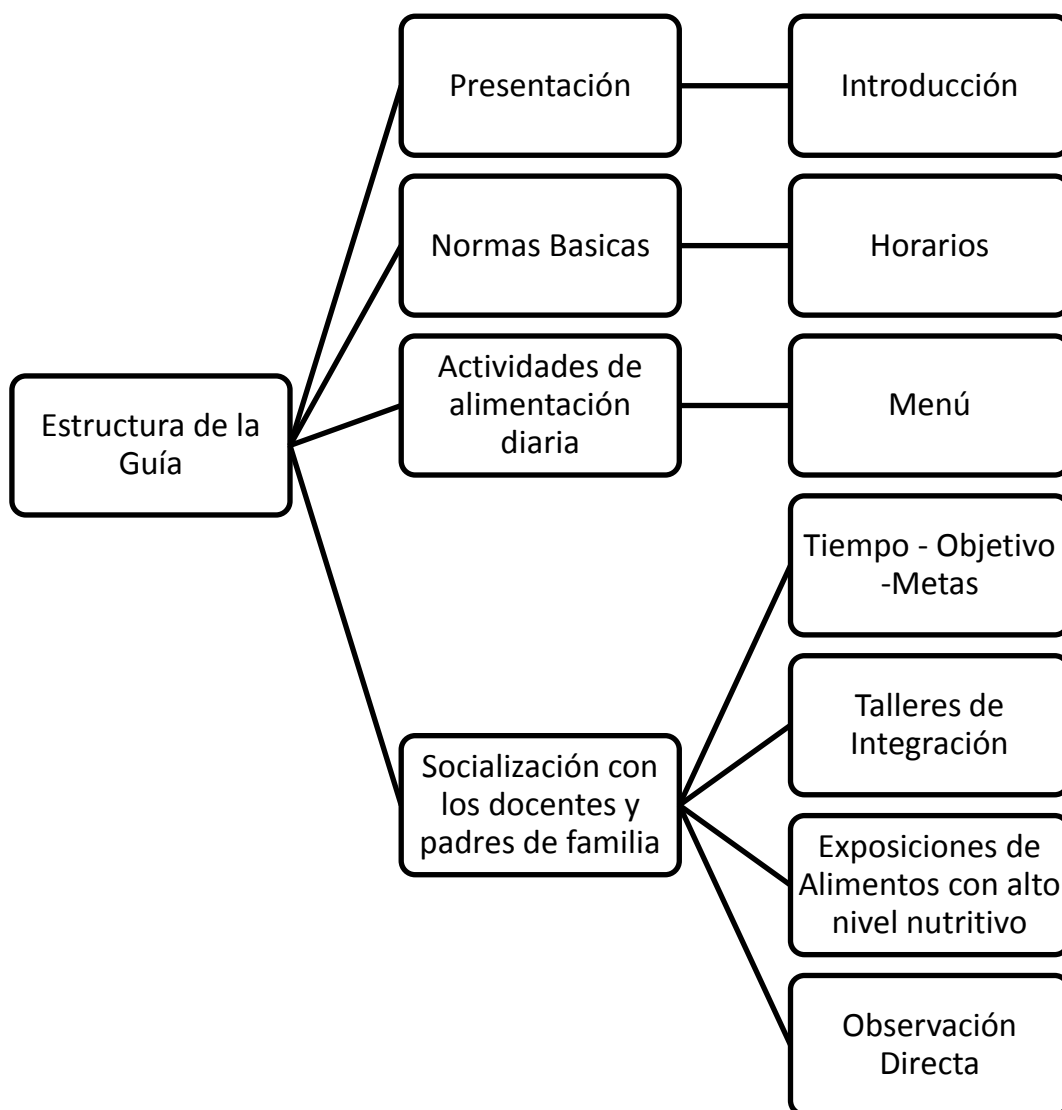 Presentación
Introducción
Normas Basicas
Horarios
Estructura de la
Guía
Actividades de
alimentación
diaria
Menú
Socialización con
los docentes y
padres de familia
Tiempo - Objetivo
-Metas
Talleres de
Integración
Exposiciones de
Alimentos con alto
nivel nutritivo
Observación
Directa